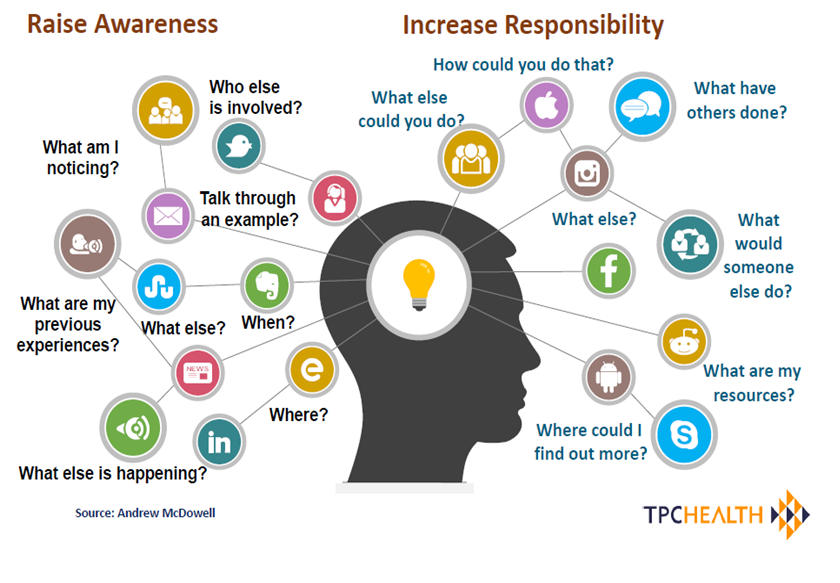 Raise Awareness
Increase Responsibility
Who else
is involved?
What am I
noticing?
Talk through
an example?
What are my
previous
experiences?
What else?
When?
NEWS
e
Where?
in
What else is happening?
How could you do that?
What else
could you do?
What have
others done?
What else?
What
would
someone
else do?
f
What are my
resources?
Where could I
find out more?
S
Source: Andrew McDowell
TPCHEALTH